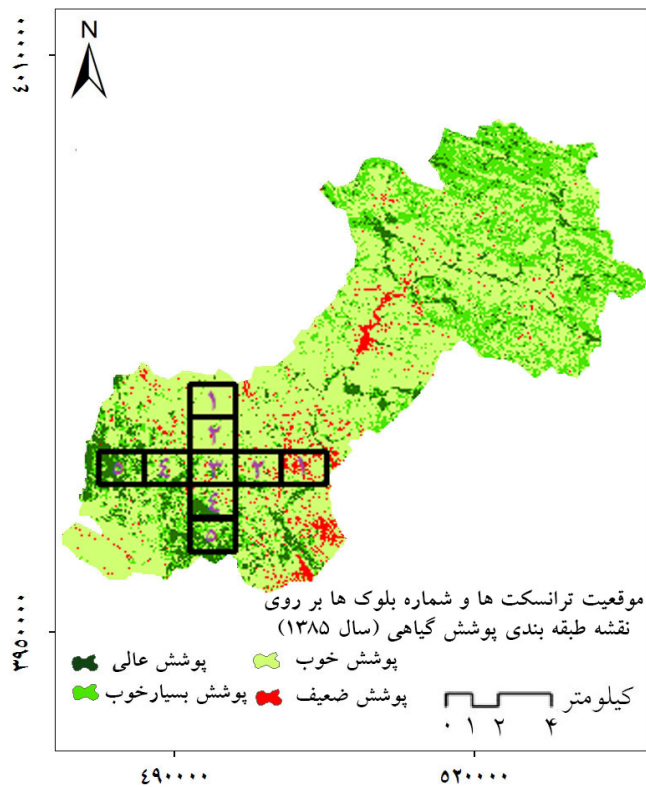 N
۴۰۱۰۰۰۰
۱
۲
۵ ۴ ۳ ۲ ۱
۴
۵
موقعیت ترانسکت ها و شماره بلوک ها بر روی
نقشه طبقه بندی پوشش گیاهی (سال ۱۳۸۵)
۳۹۵۰۰۰۰
پوشش خوب پوشش عالی
پوشش ضعیف پوشش بسیارخوب
کیلومتر
۰ ۱ ۲ ۴
۴۹۰۰۰۰ ۵۲۰۰۰۰